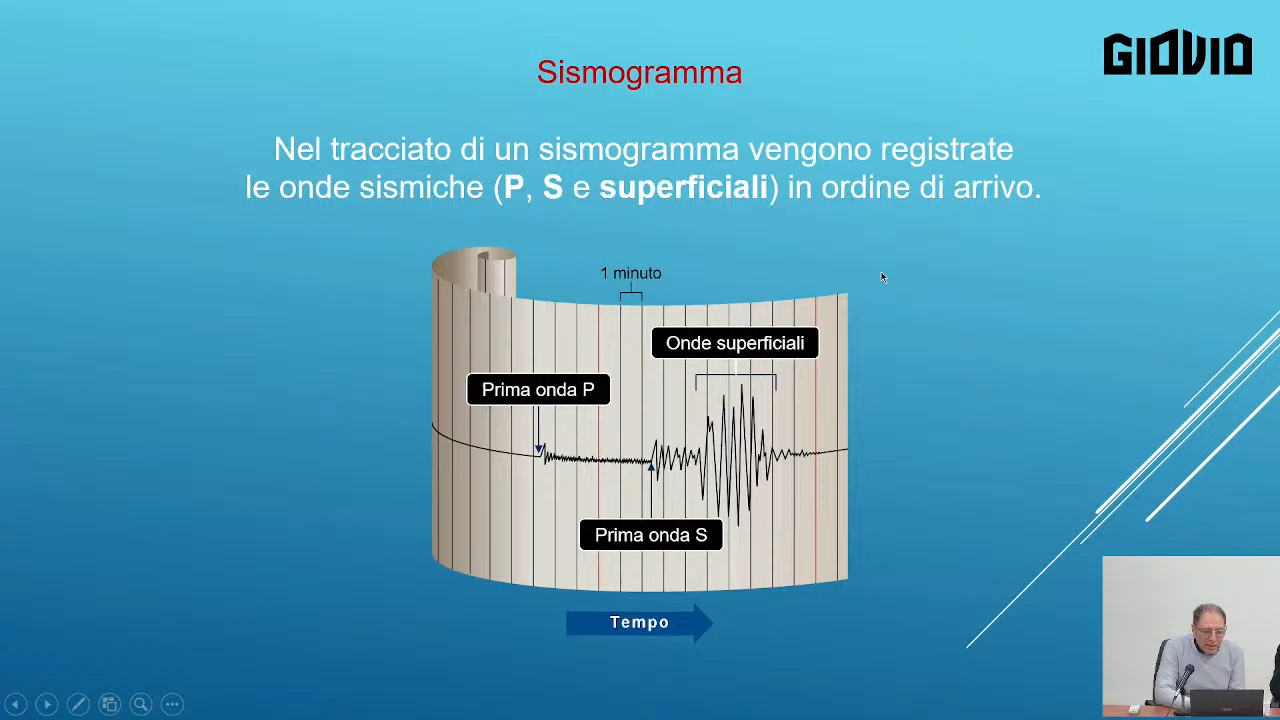 GIOVIO
Sismogramma
Nel tracciato di un sismogramma vengono registrate
le onde sismiche (P, S e superficiali) in ordine di arrivo.
1 minuto
Onde superficiali
Prima onda P
Prima onda S
Tempo